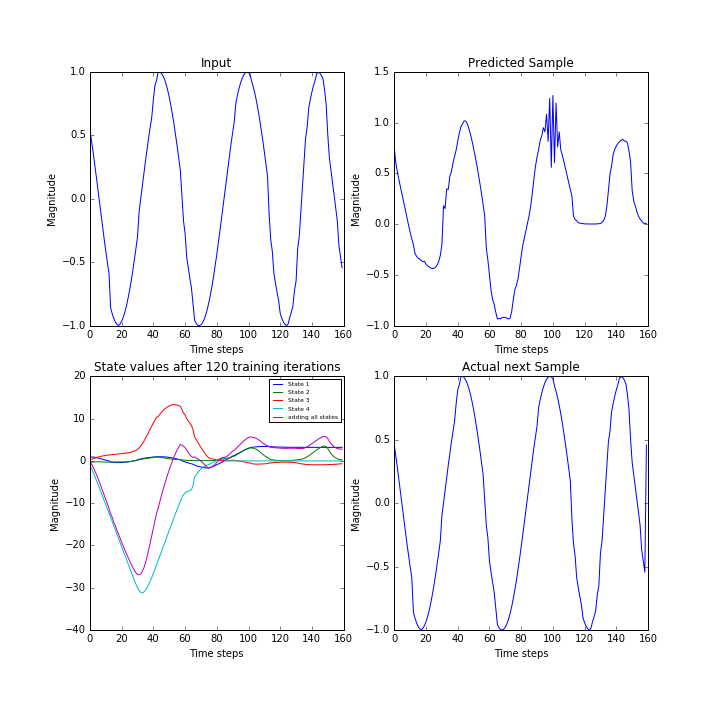 Input
1.0
0.5
0.0
−0.5
−1.0
Magnitude
0 20 40 60 80 100 120 140 160
Time steps
Predicted Sample
1.5
1.0
0.5
0.0
−0.5
−1.0
Magnitude
0 20 40 60 80 100 120 140 160
Time steps
State values after 120 training iterations
20
10
0
−10
−20
−30
−40
Magnitude
State 1
State 2
State 3
State 4
adding all states
0 20 40 60 80 100 120 140 160
Time steps
Actual next Sample
1.0
0.5
0.0
−0.5
−1.0
Magnitude
0 20 40 60 80 100 120 140 160
Time steps